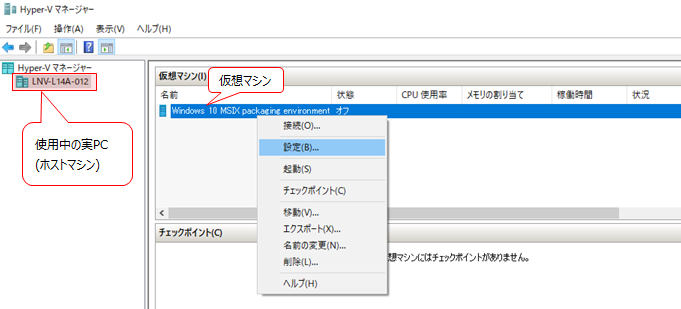 Hyper-V マネージャー
ファイル(F) 操作(A) 表示(V) ヘルプ(H)
Hyper-V マネージャー
LNV-L14A-012
使用中の実PC
(ホストマシン)
仮想マシン(I)
仮想マシン
名前 状態 CPU 使用率 メモリの割り当て 稼働時間 状況
Windows 10 MSIX packaging environment オフ
接続(O)...
設定(B)...
起動(S)
チェックポイント(C)
移動(V)...
エクスポート(X)...
名前の変更(N)...
削除(L)...
ヘルプ(H)
チェックポイント(C)
想マシンにはチェックポイントがありません。